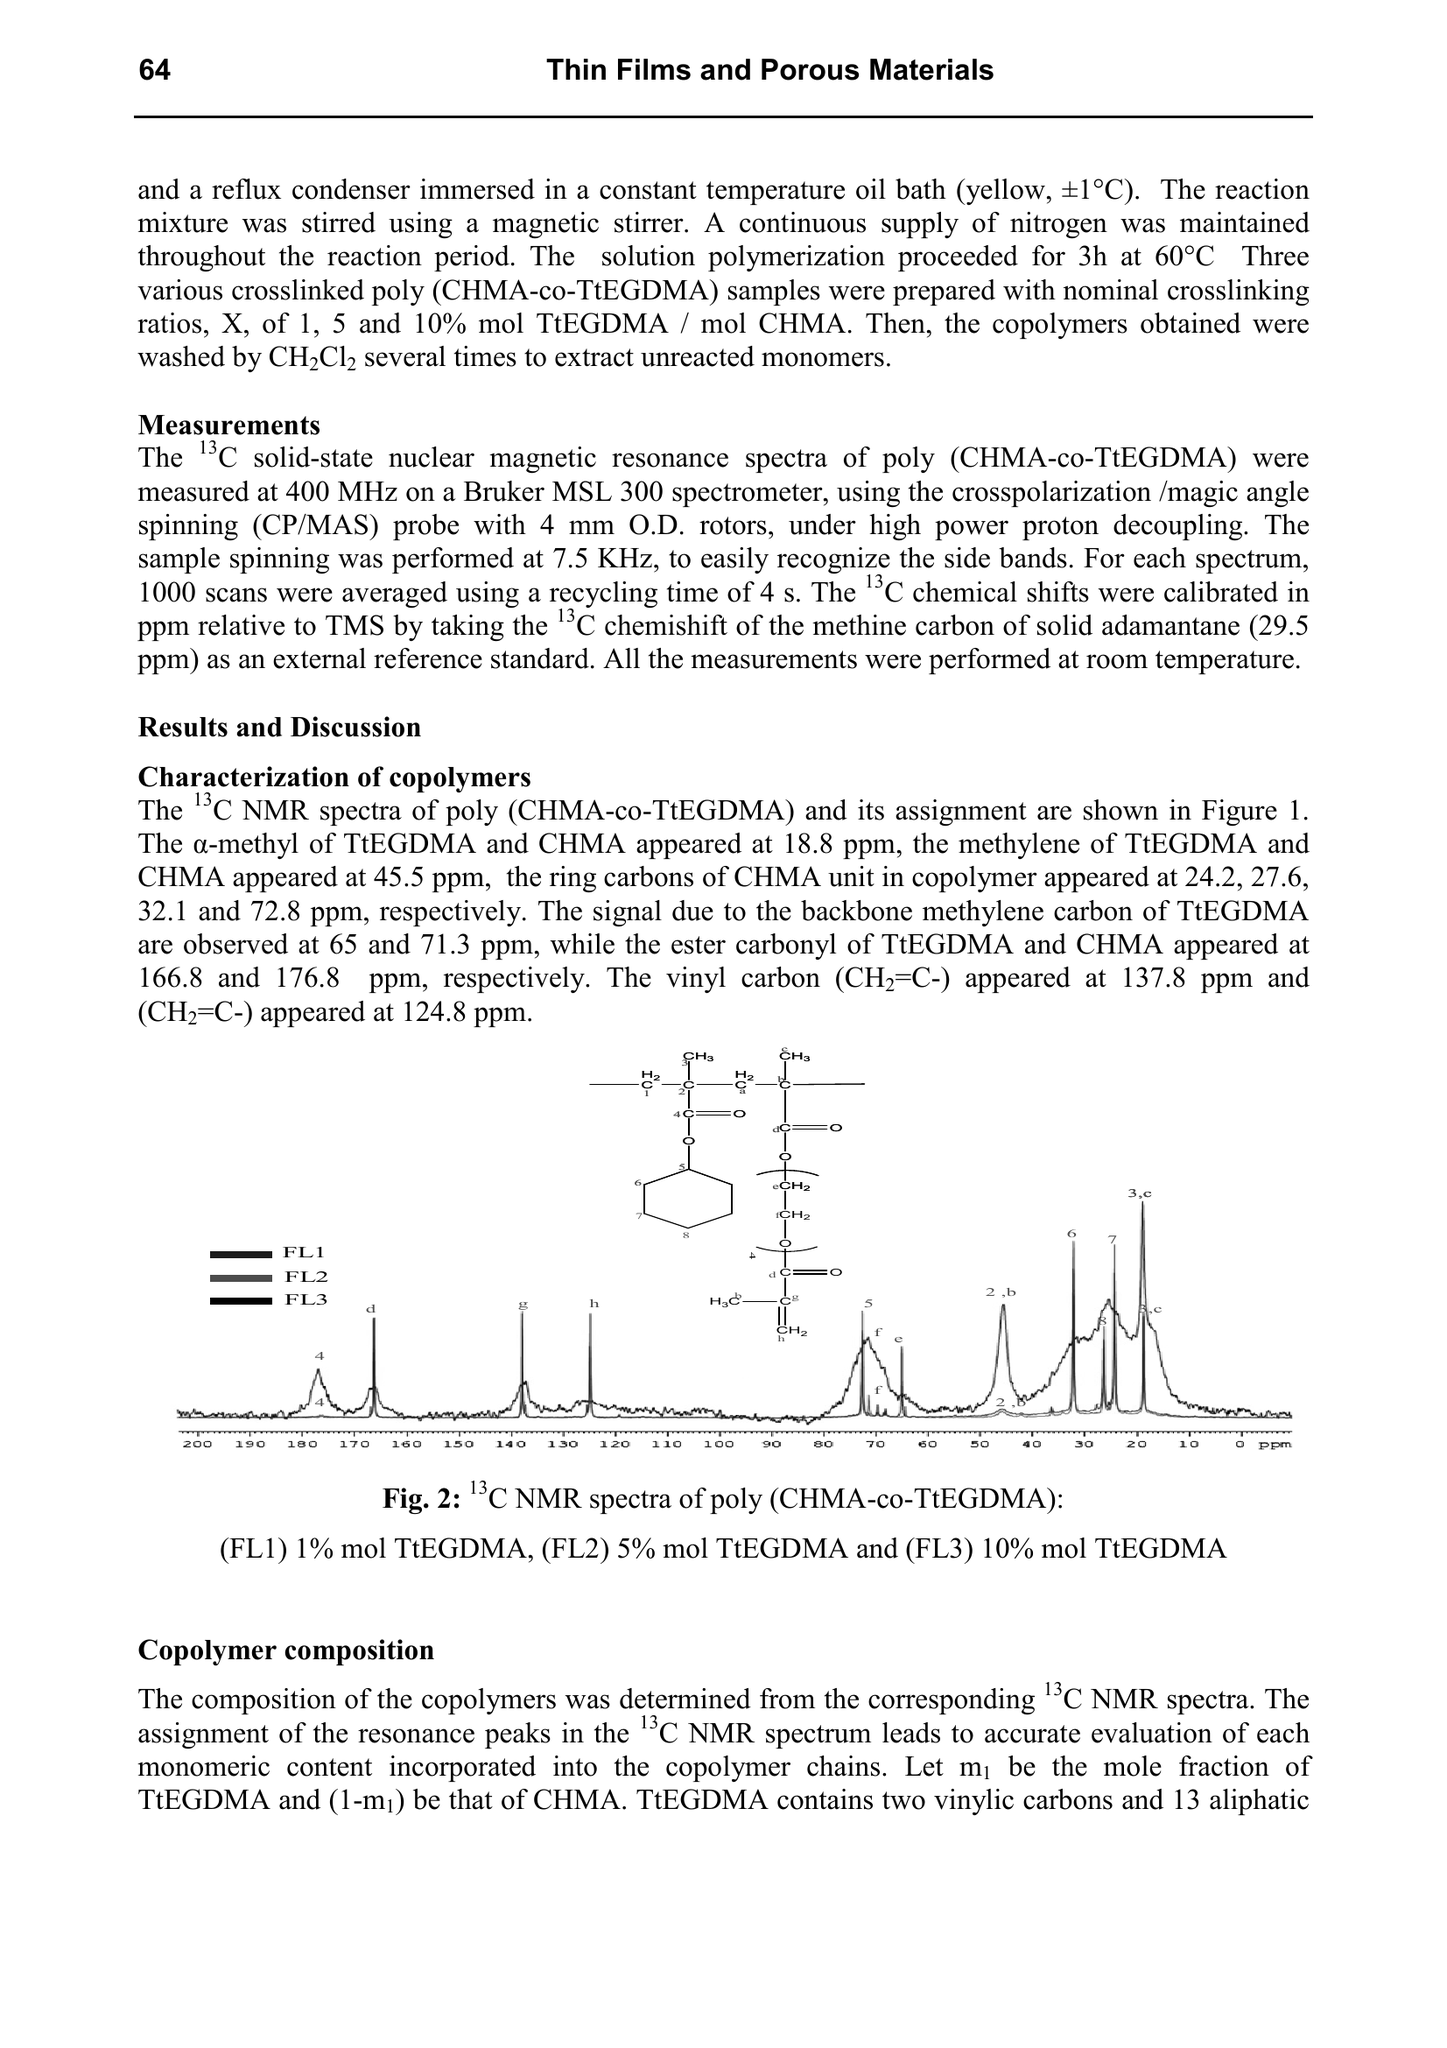 64 Thin Films and Porous Materials
and a reflux condenser immersed in a constant temperature oil bath (yellow, ±1°C). The reaction
mixture was stirred using a magnetic stirrer. A continuous supply of nitrogen was maintained
throughout the reaction period. The solution polymerization proceeded for 3h at 60°C Three
various crosslinked poly (CHMA-co-TtEGDMA) samples were prepared with nominal crosslinking
ratios, X, of 1, 5 and 10% mol TtEGDMA / mol CHMA. Then, the copolymers obtained were
washed by CH₂Cl₂ several times to extract unreacted monomers.
Measurements
The ¹³C solid-state nuclear magnetic resonance spectra of poly (CHMA-co-TtEGDMA) were
measured at 400 MHz on a Bruker MSL 300 spectrometer, using the crosspolarization /magic angle
spinning (CP/MAS) probe with 4 mm O.D. rotors, under high power proton decoupling. The
sample spinning was performed at 7.5 KHz, to easily recognize the side bands. For each spectrum,
1000 scans were averaged using a recycling time of 4 s. The ¹³C chemical shifts were calibrated in
ppm relative to TMS by taking the ¹³C chemishift of the methine carbon of solid adamantane (29.5
ppm) as an external reference standard. All the measurements were performed at room temperature.
Results and Discussion
Characterization of copolymers
The ¹³C NMR spectra of poly (CHMA-co-TtEGDMA) and its assignment are shown in Figure 1.
The α-methyl of TtEGDMA and CHMA appeared at 18.8 ppm, the methylene of TtEGDMA and
CHMA appeared at 45.5 ppm, the ring carbons of CHMA unit in copolymer appeared at 24.2, 27.6,
32.1 and 72.8 ppm, respectively. The signal due to the backbone methylene carbon of TtEGDMA
are observed at 65 and 71.3 ppm, while the ester carbonyl of TtEGDMA and CHMA appeared at
166.8 and 176.8 ppm, respectively. The vinyl carbon (CH₂=C-) appeared at 137.8 ppm and
(CH₂=C-) appeared at 124.8 ppm.
c
3 CH₃ CH₃
H₂ H₂ b
C C C C
1 2 a
4 C O
d C O
O
O
5
6 e CH₂
7 f CH₂
8
O
4
d C O
H₃C b C g
CH₂
h
FL1
FL2
FL3
4 d g h 5 f e 2 ,b 6 7 3,c
4 f 2 ,b 8 3,c
200 190 180 170 160 150 140 130 120 110 100 90 80 70 60 50 40 30 20 10 0 ppm
Fig. 2: ¹³C NMR spectra of poly (CHMA-co-TtEGDMA):
(FL1) 1% mol TtEGDMA, (FL2) 5% mol TtEGDMA and (FL3) 10% mol TtEGDMA
Copolymer composition
The composition of the copolymers was determined from the corresponding ¹³C NMR spectra. The
assignment of the resonance peaks in the ¹³C NMR spectrum leads to accurate evaluation of each
monomeric content incorporated into the copolymer chains. Let m₁ be the mole fraction of
TtEGDMA and (1-m₁) be that of CHMA. TtEGDMA contains two vinylic carbons and 13 aliphatic